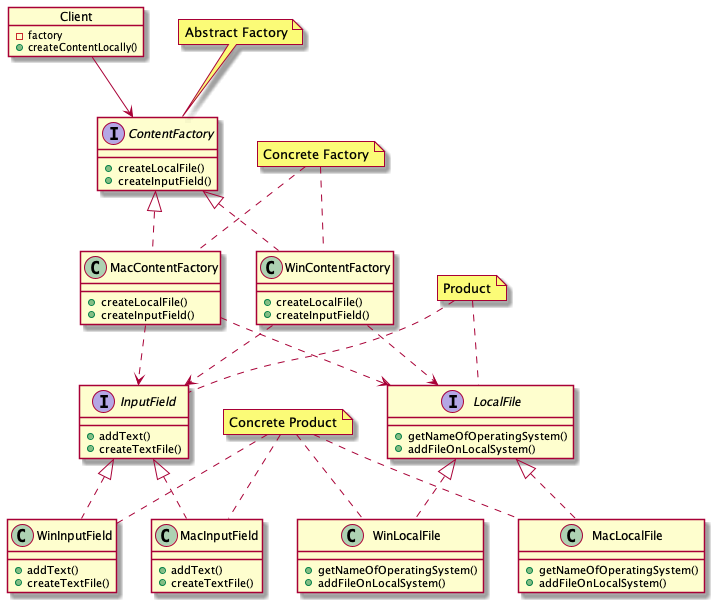 Client
factory
createContentLocally()
Abstract Factory
I ContentFactory
createLocalFile()
createInputField()
Concrete Factory
C MacContentFactory
createLocalFile()
createInputField()
C WinContentFactory
createLocalFile()
createInputField()
Product
I InputField
addText()
createTextFile()
I LocalFile
getNameOfOperatingSystem()
addFileOnLocalSystem()
Concrete Product
C WinInputField
addText()
createTextFile()
C MacInputField
addText()
createTextFile()
C WinLocalFile
getNameOfOperatingSystem()
addFileOnLocalSystem()
C MacLocalFile
getNameOfOperatingSystem()
addFileOnLocalSystem()